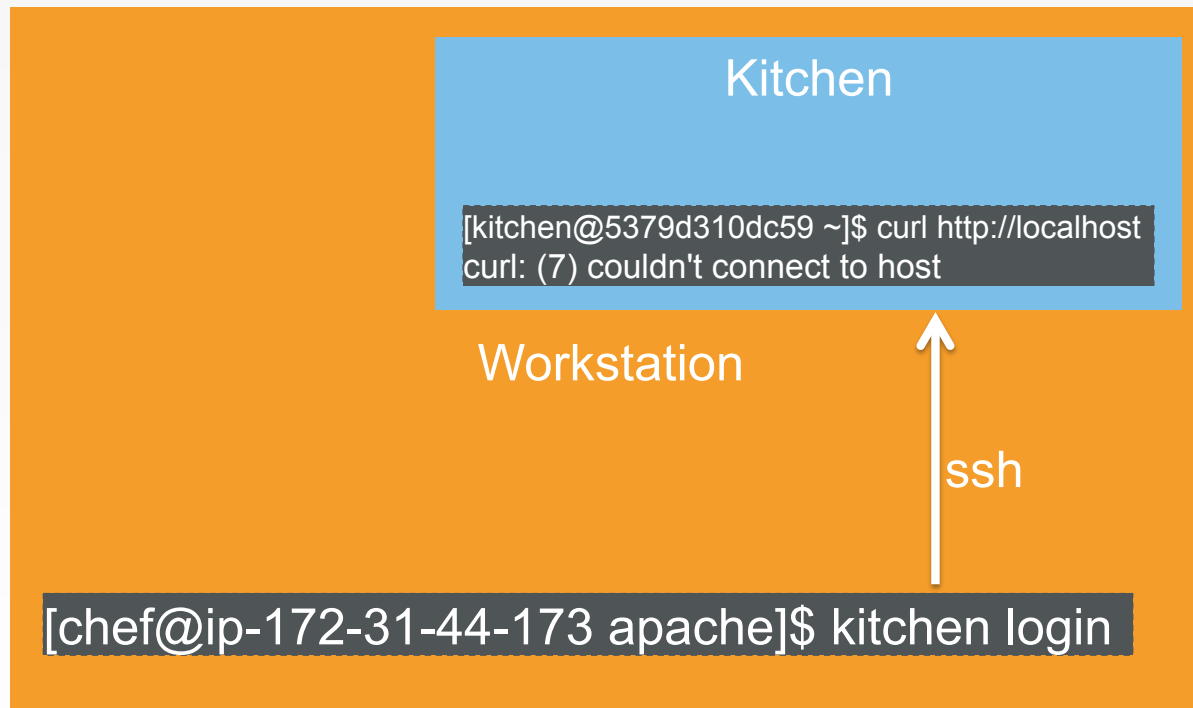 Kitchen
[kitchen@5379d310dc59 ~]$ curl http://localhost
curl: (7) couldn't connect to host
Workstation
ssh
[chef@ip-172-31-44-173 apache]$ kitchen login